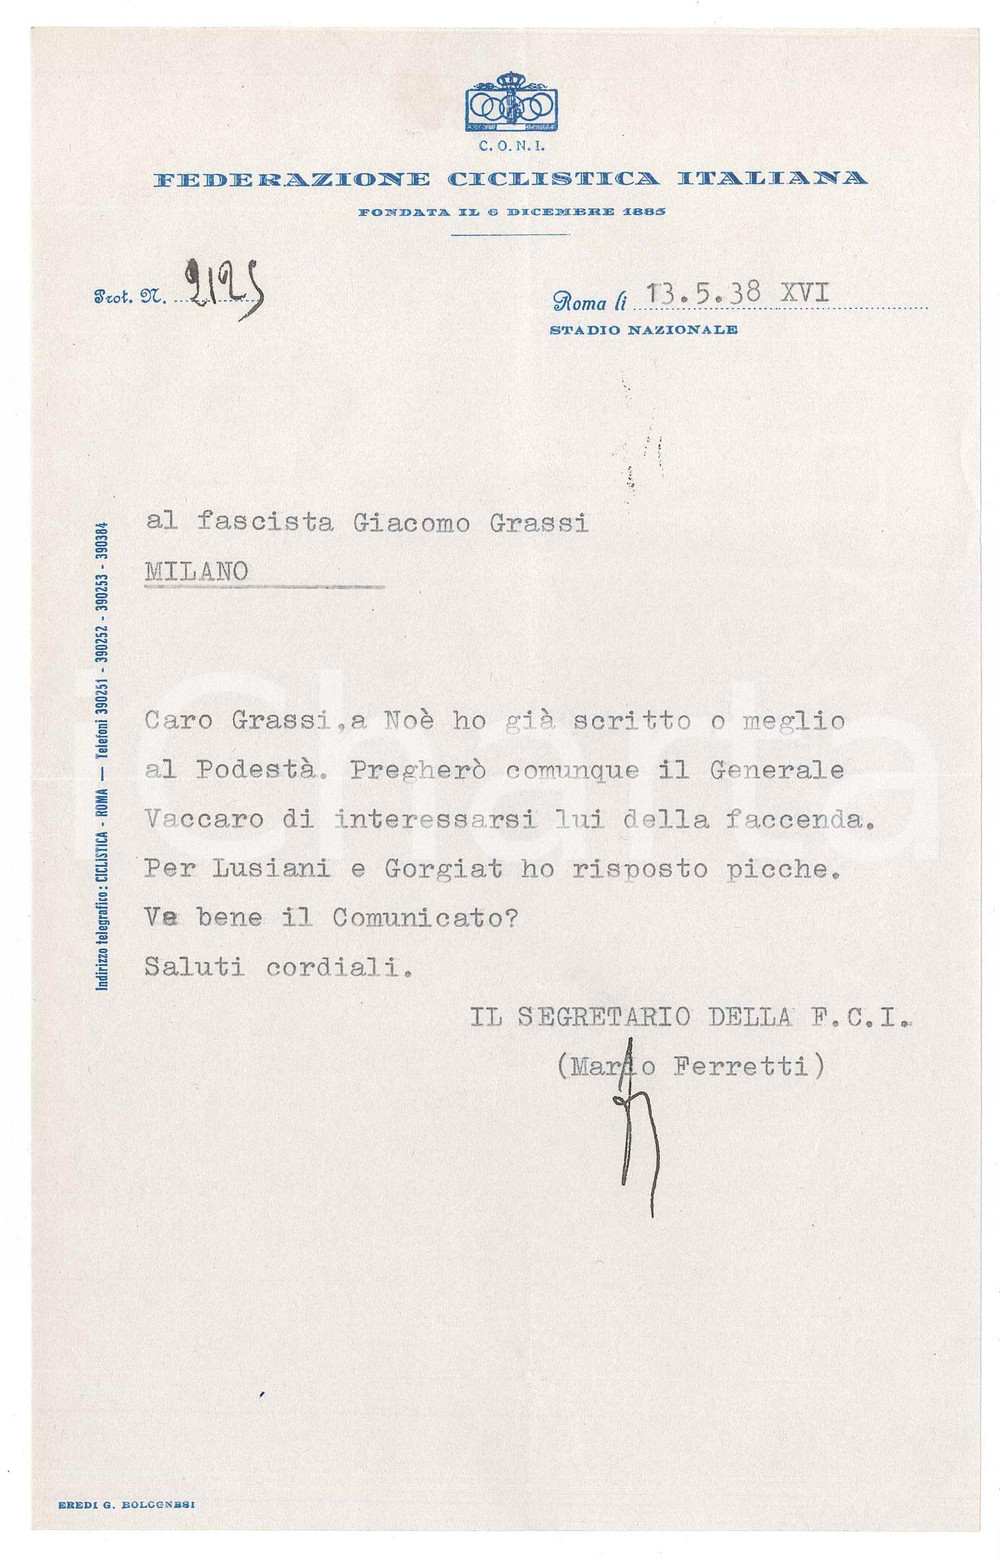 C. O. N. I.
FEDERAZIONE CICLISTICA ITALIANA
FONDATA IL 6 DICEMBRE 1885
Prot. N. 2125
Roma li 13.5.38 XVI
STADIO NAZIONALE
al fascista Giacomo Grassi
MILANO
Caro Grassi,a Noè ho già scritto o meglio
al Podestà. Pregherò comunque il Generale
Vaccaro di interessarsi lui della faccenda.
Per Lusiani e Gorgiat ho risposto picche.
Va bene il Comunicato?
Saluti cordiali.
IL SEGRETARIO DELLA F.C.I.
(Mario Ferretti)
Indirizzo telegrafico: CICLISTICA - ROMA — Telefoni 390251 - 390252 - 390253 - 390384
EREDI G. BOLOGNESI
iCharta